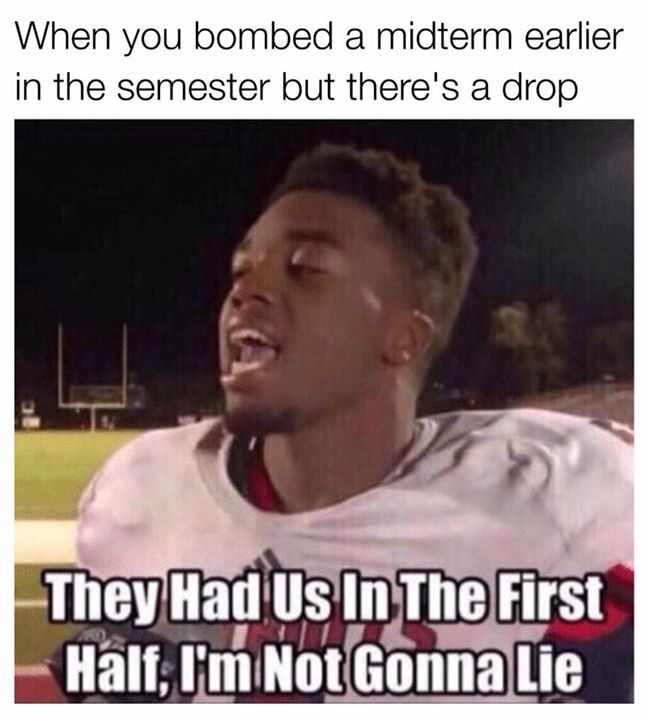 When you bombed a midterm earlier
in the semester but there's a drop
They Had Us In The First
Half, I'm Not Gonna Lie